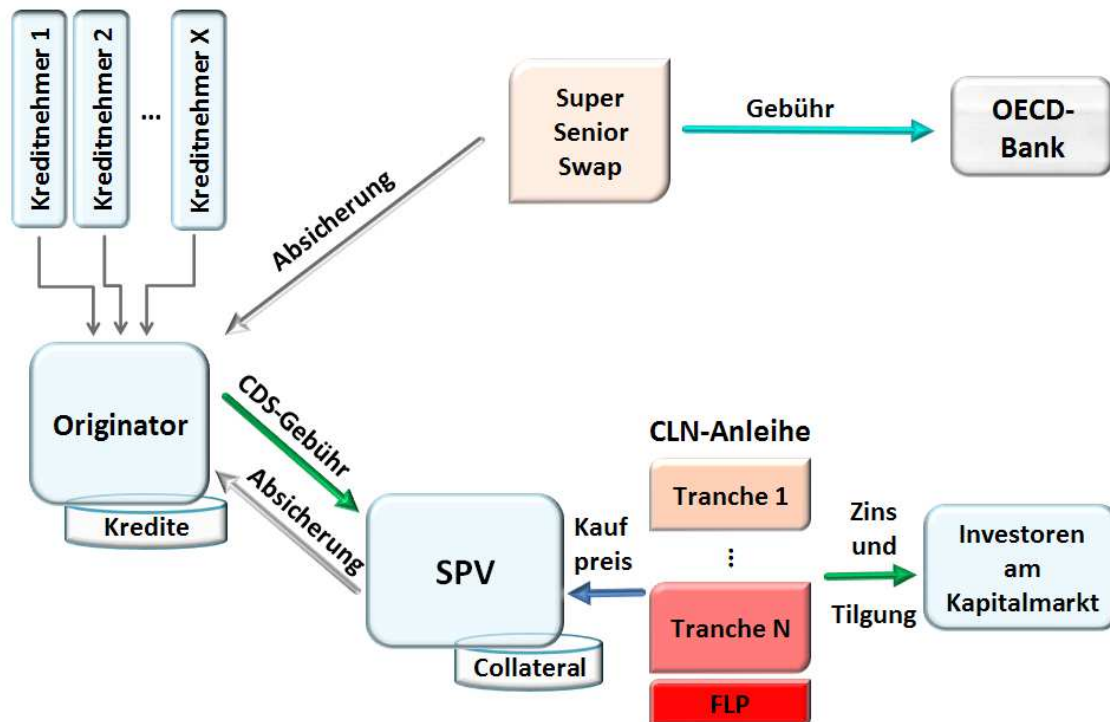 Kreditnehmer 1
Kreditnehmer 2
...
Kreditnehmer X
Super
Senior
Swap
Gebühr
OECD-
Bank
Absicherung
Originator
Kredite
CDS-Gebühr
Absicherung
SPV
Collateral
Kauf
preis
CLN-Anleihe
Tranche 1
...
Tranche N
FLP
Zins
und
Tilgung
Investoren
am
Kapitalmarkt